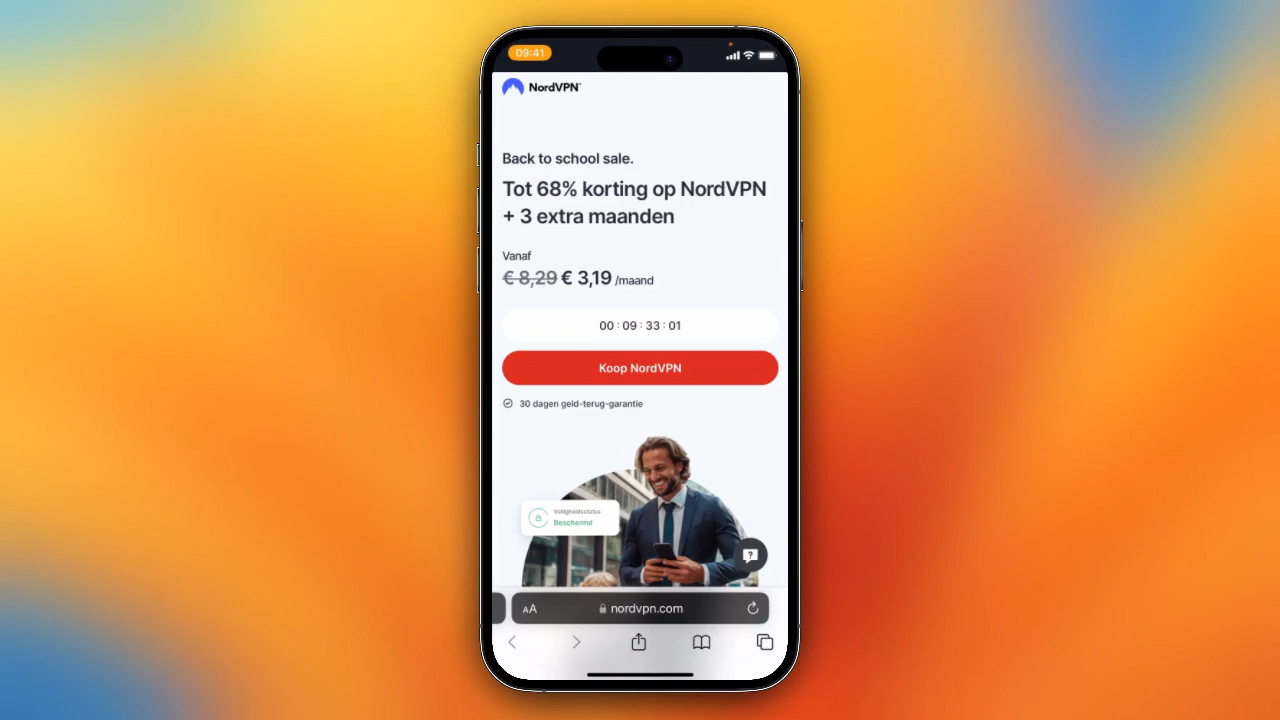 09:41
NordVPN
Back to school sale.
Tot 68% korting op NordVPN
+ 3 extra maanden
Vanaf
€ 8,29 € 3,19 /maand
00 : 09 : 33 : 01
Koop NordVPN
30 dagen geld-terug-garantie
Veiligheidsstatus
Beschermd
?
AA
nordvpn.com